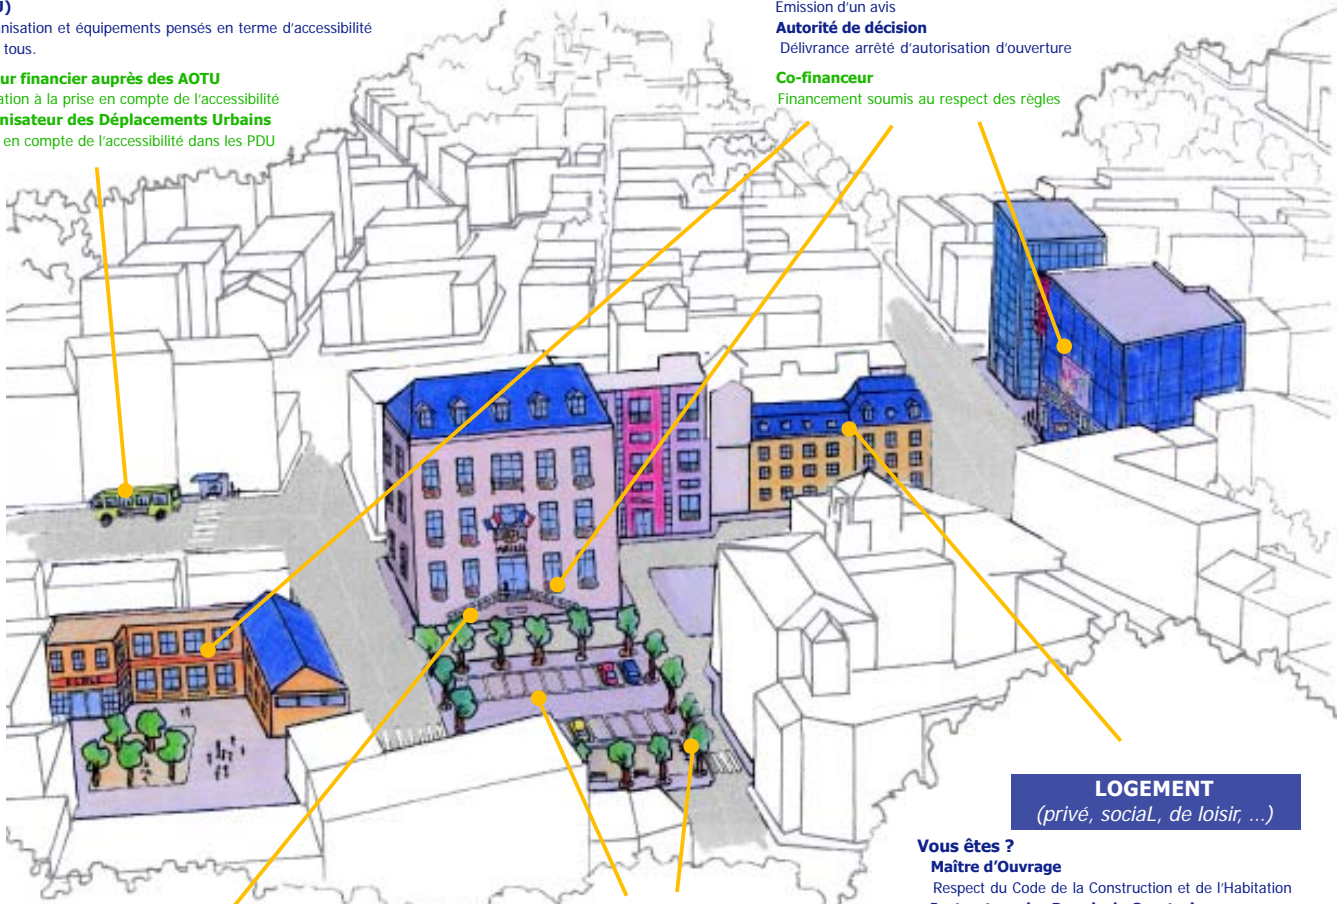 nisation et équipements pensés en terme d'accessibilité
tous.
ur financier auprès des AOTU
ation à la prise en compte de l'accessibilité
nisateur des Déplacements Urbains
en compte de l'accessibilité dans les PDU
Emission d'un avis
Autorité de décision
Délivrance arrêté d'autorisation d'ouverture
Co-financeur
Financement soumis au respect des règles
ECOLE
LOGEMENT
(privé, sociaL, de loisir, ...)
Vous êtes ?
Maître d'Ouvrage
Respect du Code de la Construction et de l'Habitation